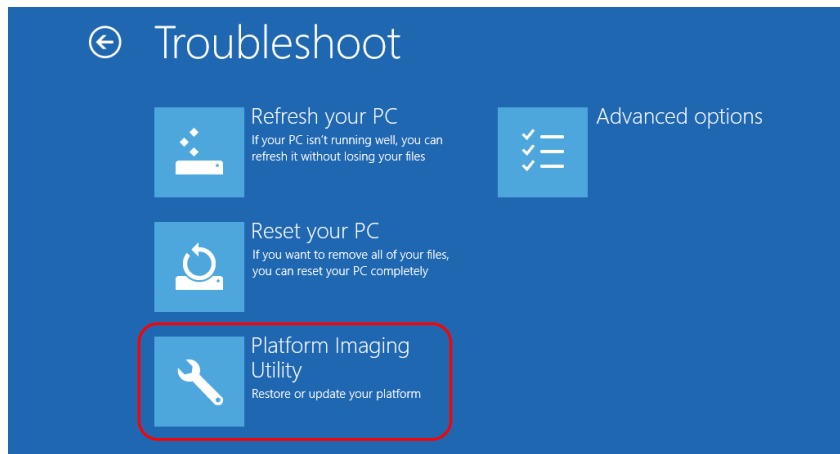 Troubleshoot
Refresh your PC
If your PC isn't running well, you can
refresh it without losing your files
Advanced options
Reset your PC
If you want to remove all of your files,
you can reset your PC completely
Platform Imaging
Utility
Restore or update your platform